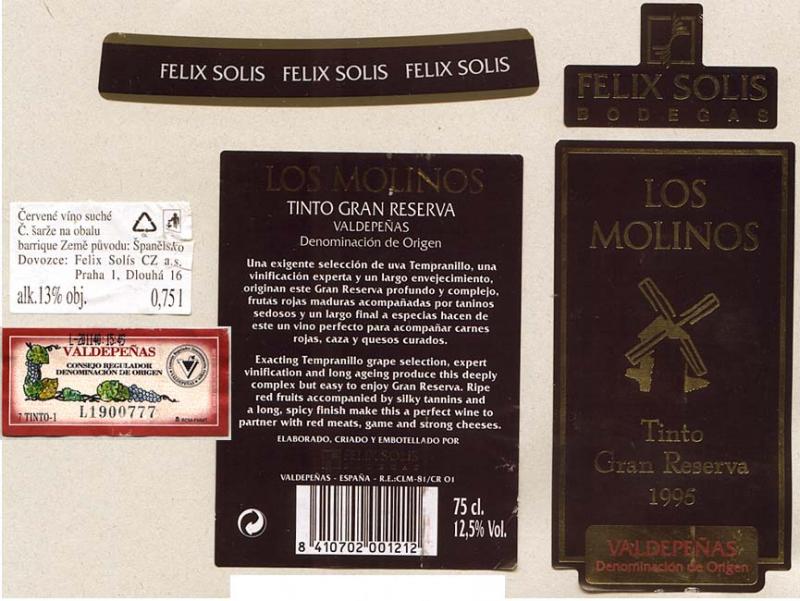 FELIX SOLIS FELIX SOLIS FELIX SOLIS
FELIX SOLIS
BODEGAS
LOS MOLINOS
TINTO GRAN RESERVA
VALDEPEÑAS
Denominación de Origen
Una exigente selección de uva Tempranillo, una
vinificación experta y un largo envejecimiento,
originan este Gran Reserva profundo y complejo,
frutas rojas maduras acompañadas por taninos
sedosos y un largo final a especias hacen de
este un vino perfecto para acompañar carnes
rojas, caza y quesos curados.
Exacting Tempranillo grape selection, expert
vinification and long ageing produce this deeply
complex but easy to enjoy Gran Reserva. Ripe
red fruits accompanied by silky tannins and
a long, spicy finish make this a perfect wine to
partner with red meats, game and strong cheeses.
ELABORADO, CRIADO Y EMBOTELLADO POR
FELIX SOLIS
BODEGAS
VALDEPEÑAS - ESPAÑA - R.E.:CLM-81/CR 01
75 cl.
12,5% Vol.
8 410702 001212
Červené víno suché
Č. šarže na obalu
barrique Země původu: Španělsko
Dovozce: Felix Solís CZ a.s.
Praha 1, Dlouhá 16
alk.13% obj. 0,75 l
L-201140 15:45
VALDEPEÑAS
CONSEJO REGULADOR
DENOMINACIÓN DE ORIGEN
7 TINTO-1 L1900777
LOS
MOLINOS
Tinto
Gran Reserva
1996
VALDEPEÑAS
Denominación de Origen